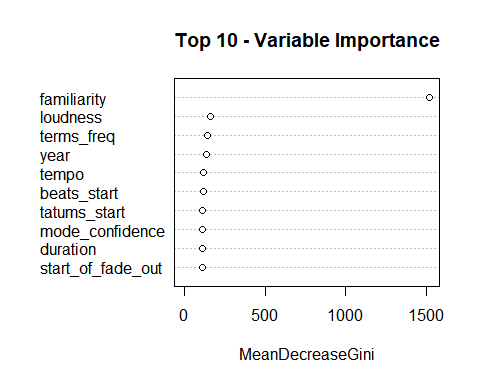 Top 10 - Variable Importance
familiarity
loudness
terms_freq
year
tempo
beats_start
tatums_start
mode_confidence
duration
start_of_fade_out
0 500 1000 1500
MeanDecreaseGini